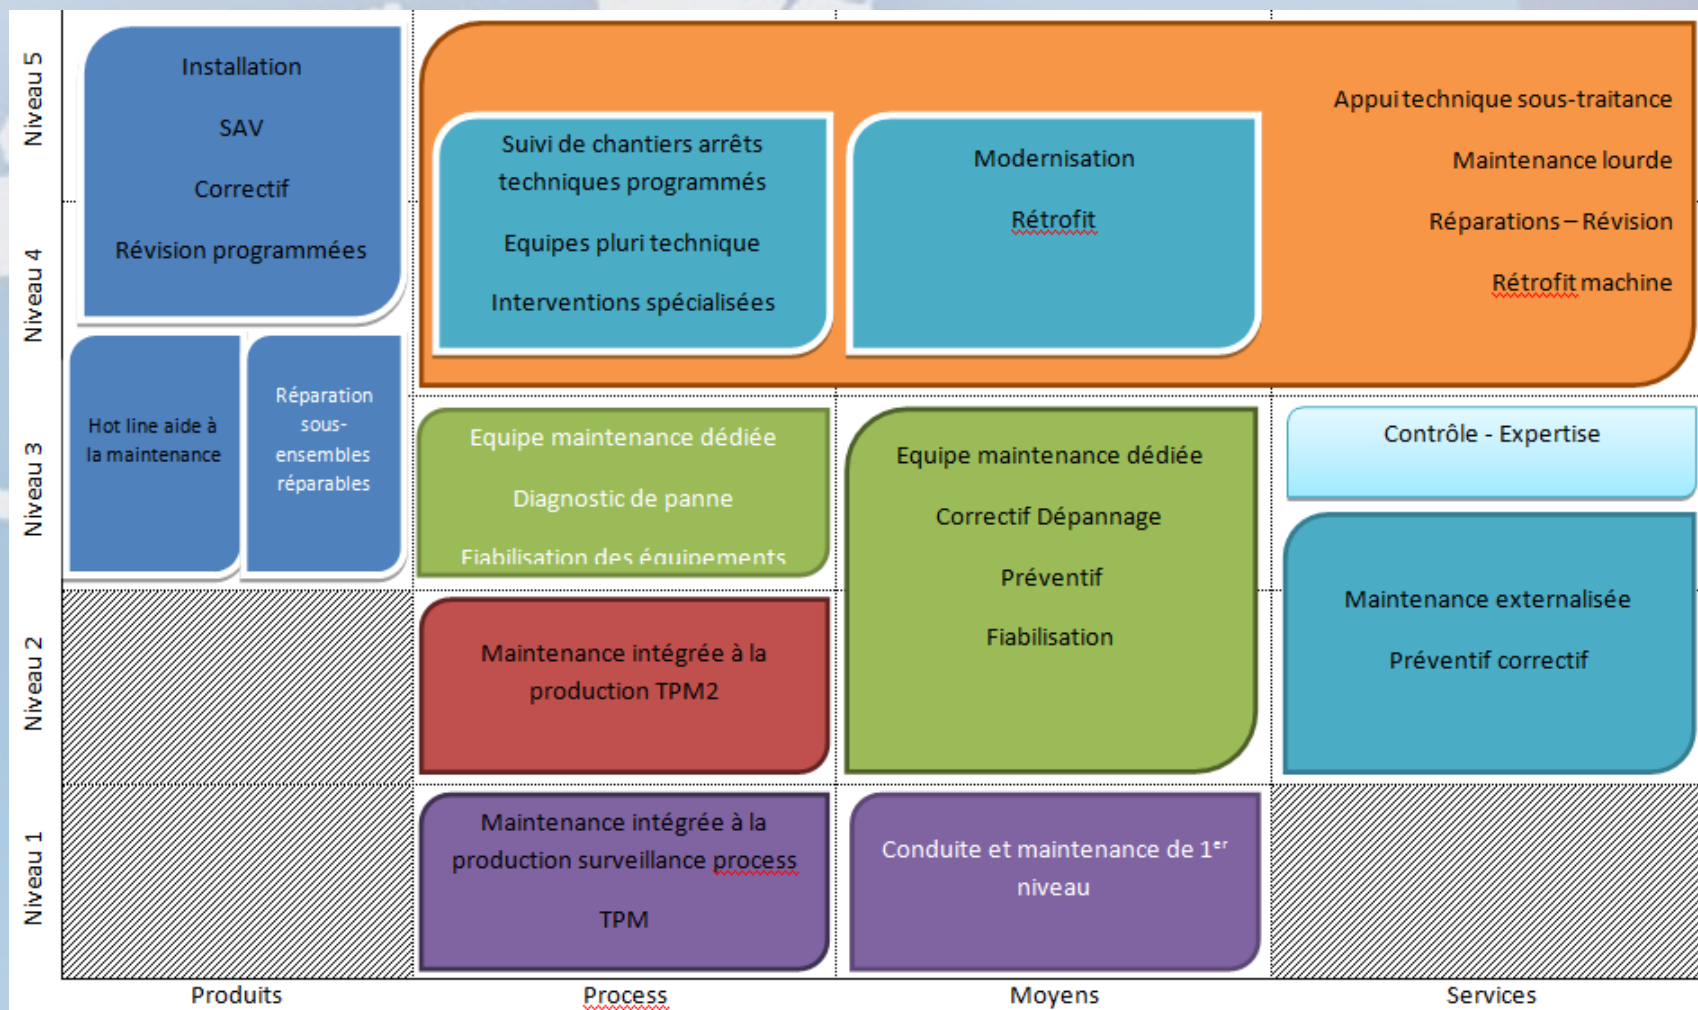 Niveau 5
Niveau 4
Niveau 3
Niveau 2
Niveau 1
Installation
SAV
Correctif
Révision programmées
Suivi de chantiers arrêts
techniques programmés
Equipes pluri technique
Interventions spécialisées
Modernisation
Rétrofit
Appui technique sous-traitance
Maintenance lourde
Réparations – Révision
Rétrofit machine
Hot line aide à
la maintenance
Réparation
sous-
ensembles
réparables
Equipe maintenance dédiée
Diagnostic de panne
Fiabilisation des équipements
Equipe maintenance dédiée
Correctif Dépannage
Préventif
Fiabilisation
Contrôle - Expertise
Maintenance externalisée
Préventif correctif
Maintenance intégrée à la
production TPM2
Maintenance intégrée à la
production surveillance process
TPM
Conduite et maintenance de 1er
niveau
Produits
Process
Moyens
Services